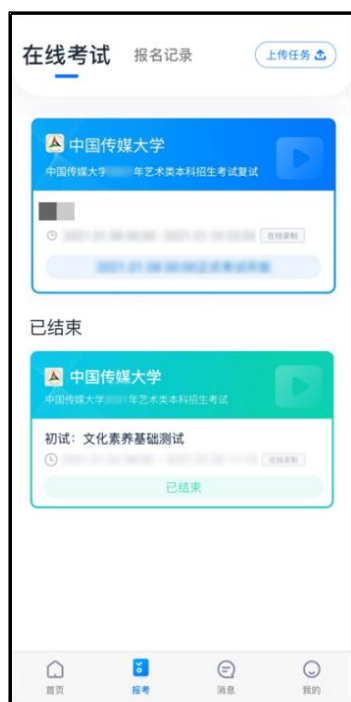 在线考试
报名记录
上传任务
中国传媒大学
中国传媒大学 年艺术类本科招生考试复试
在线录制
已结束
中国传媒大学
中国传媒大学 年艺术类本科招生考试
初试：文化素养基础测试
在线录制
已结束
首页
报考
消息
我的